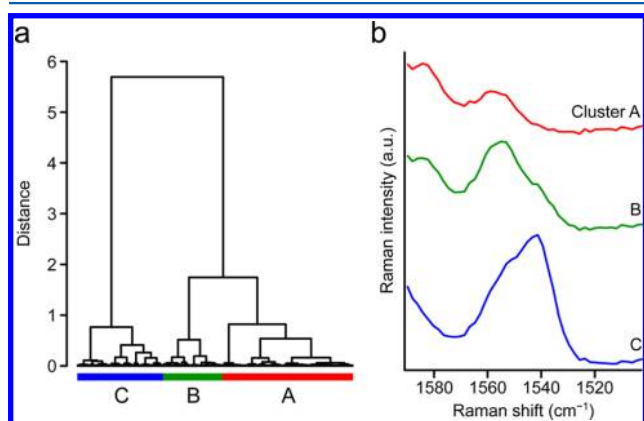 a
6
5
4
3
2
1
0
Distance
C B A
b
Cluster A
B
C
Raman intensity (a.u.)
1580 1560 1540 1520
Raman shift (cm⁻¹)